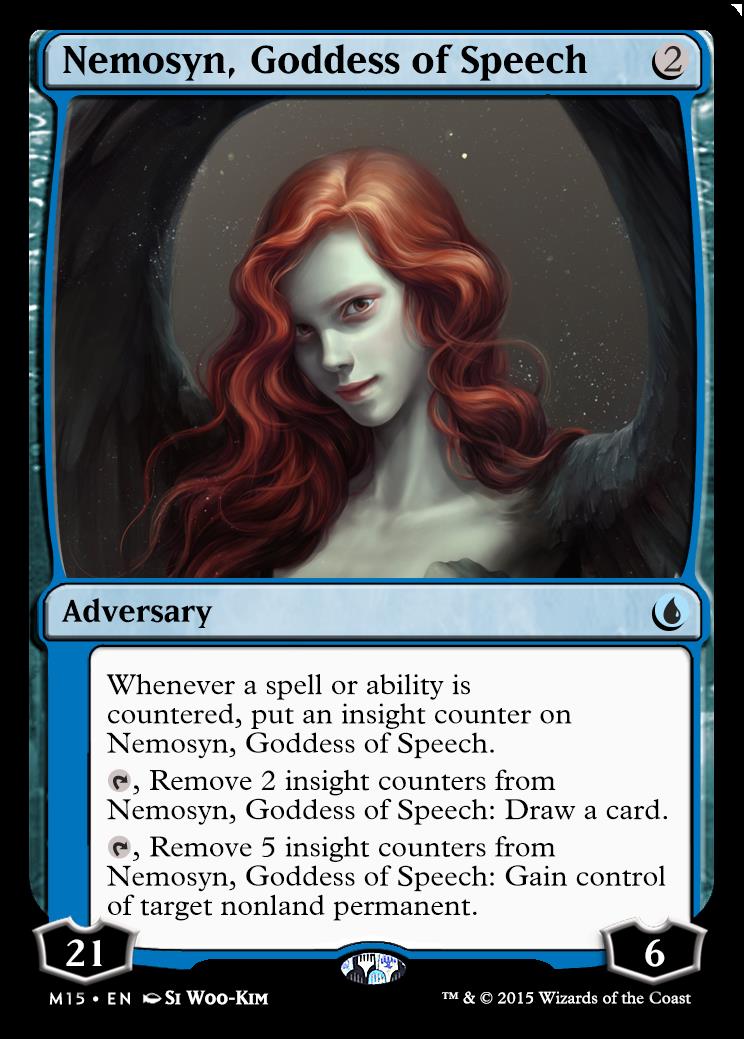 Nemosyn, Goddess of Speech 2
Adversary
Whenever a spell or ability is
countered, put an insight counter on
Nemosyn, Goddess of Speech.
, Remove 2 insight counters from
Nemosyn, Goddess of Speech: Draw a card.
, Remove 5 insight counters from
Nemosyn, Goddess of Speech: Gain control
of target nonland permanent.
21 6
M15 • EN Si Woo-Kim ™ & © 2015 Wizards of the Coast